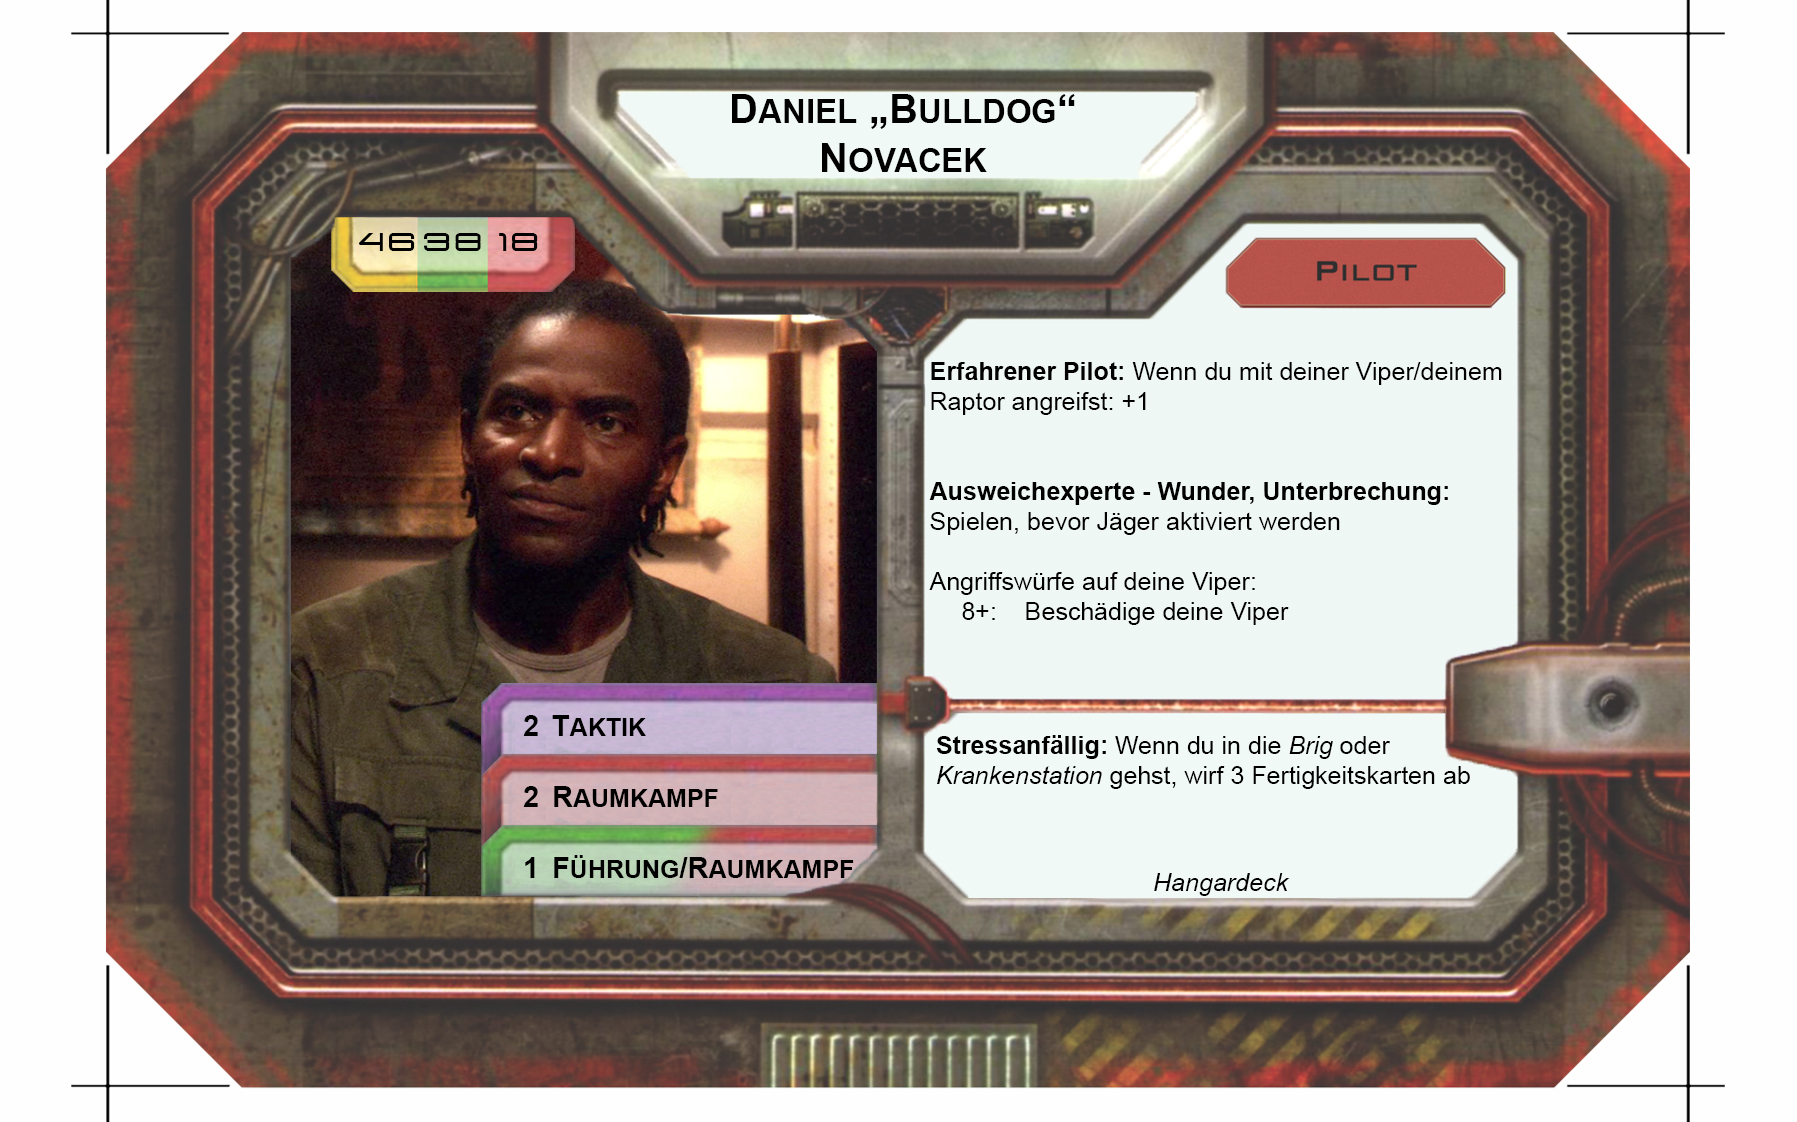 DANIEL „BULLDOG“
NOVACEK
46 38 18
PILOT
Erfahrener Pilot: Wenn du mit deiner Viper/deinem
Raptor angreifst: +1
Ausweichexperte - Wunder, Unterbrechung:
Spielen, bevor Jäger aktiviert werden
Angriffswürfe auf deine Viper:
8+: Beschädige deine Viper
2 TAKTIK
2 RAUMKAMPF
1 FÜHRUNG/RAUMKAMPF
Stressanfällig: Wenn du in die Brig oder
Krankenstation gehst, wirf 3 Fertigkeitskarten ab
Hangardeck